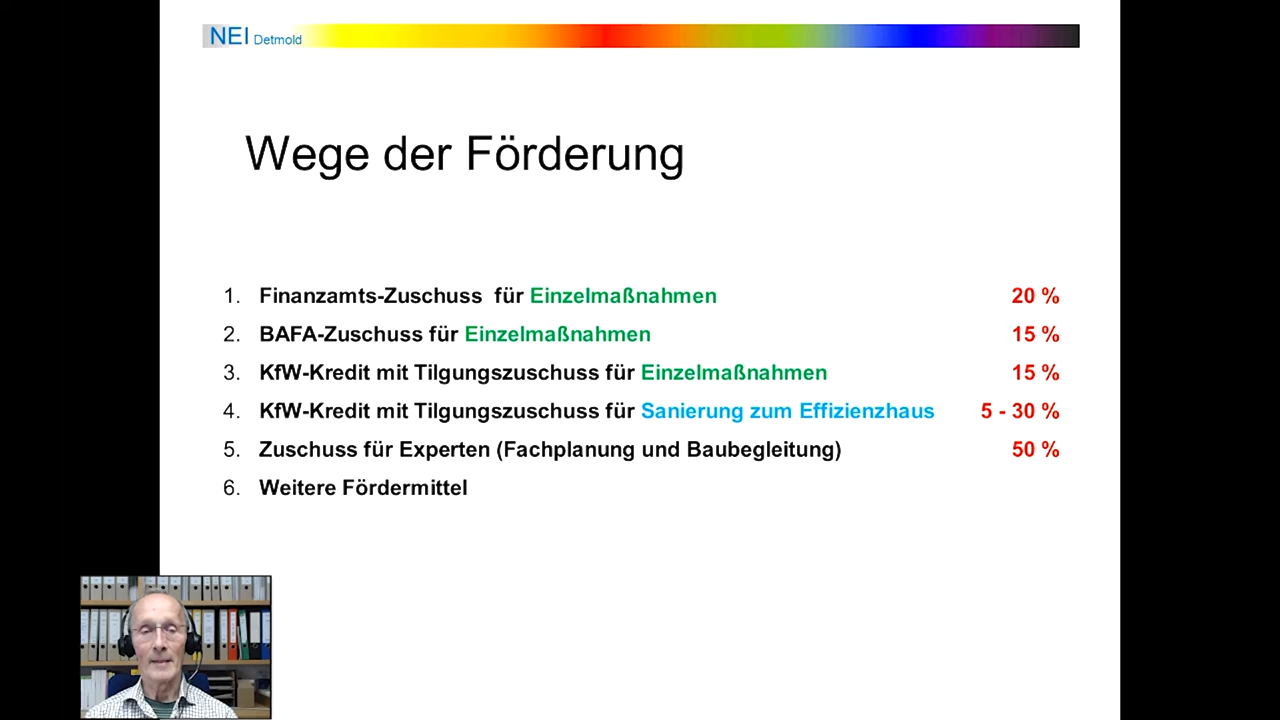 NEI Detmold
Wege der Förderung
1. Finanzamts-Zuschuss für Einzelmaßnahmen 20 %
2. BAFA-Zuschuss für Einzelmaßnahmen 15 %
3. KfW-Kredit mit Tilgungszuschuss für Einzelmaßnahmen 15 %
4. KfW-Kredit mit Tilgungszuschuss für Sanierung zum Effizienzhaus 5 - 30 %
5. Zuschuss für Experten (Fachplanung und Baubegleitung) 50 %
6. Weitere Fördermittel